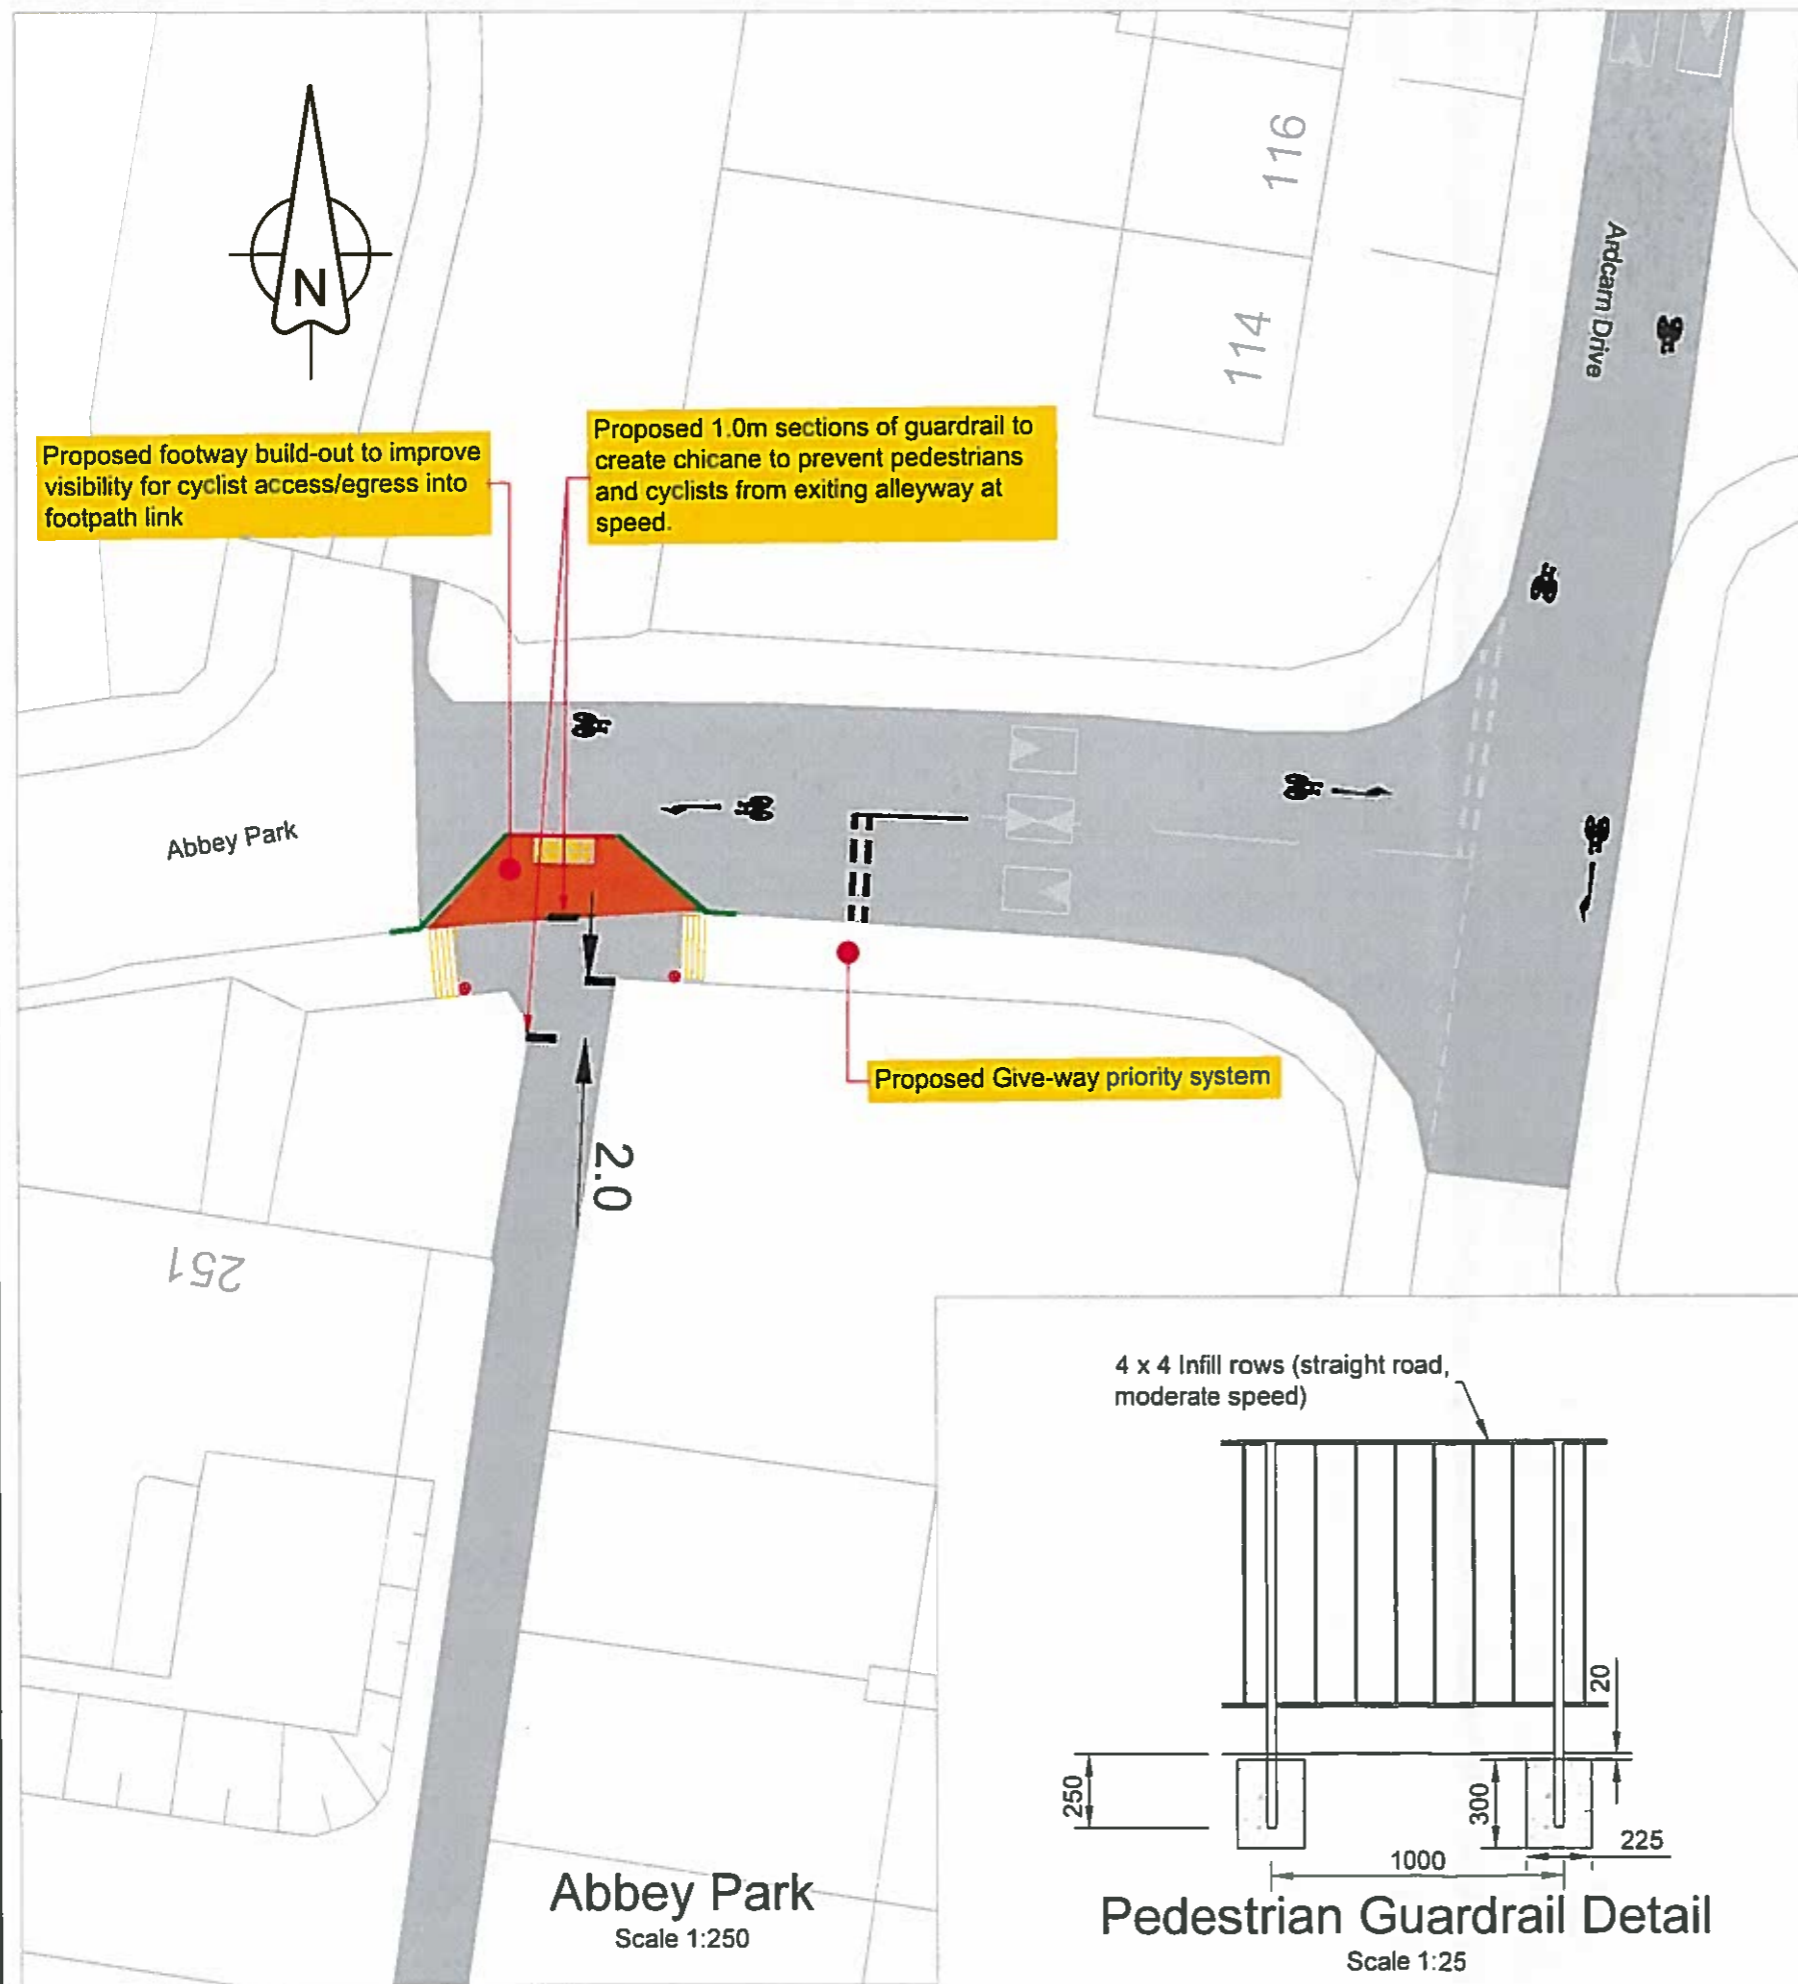 N
116
114
Ardcarn Drive
Proposed footway build-out to improve
visibility for cyclist access/egress into
footpath link
Proposed 1.0m sections of guardrail to
create chicane to prevent pedestrians
and cyclists from exiting alleyway at
speed.
Abbey Park
Proposed Give-way priority system
2.0
251
4 x 4 Infill rows (straight road,
moderate speed)
20
250
300
225
1000
Abbey Park
Scale 1:250
Pedestrian Guardrail Detail
Scale 1:25